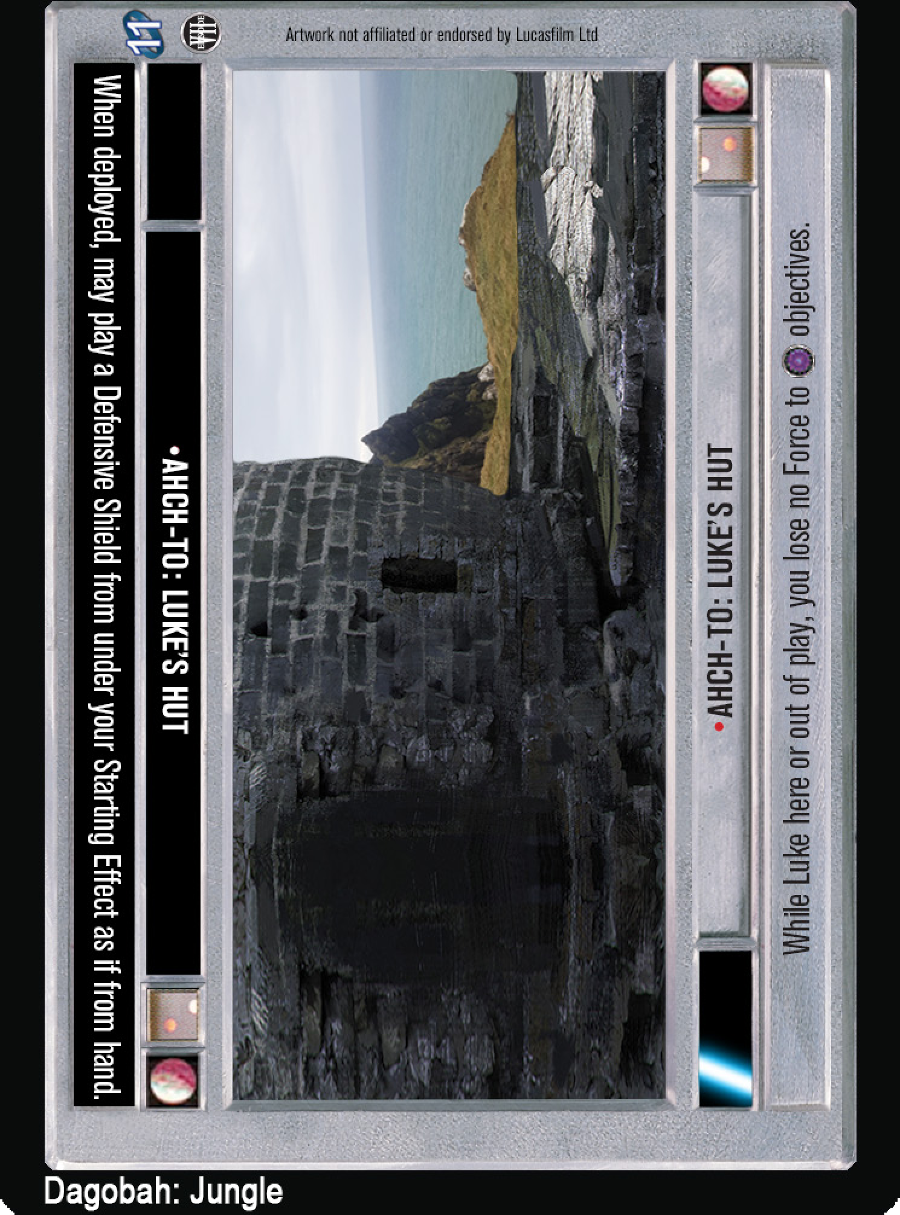 Artwork not affiliated or endorsed by Lucasfilm Ltd
EPISODE
III
11
When deployed, may play a Defensive Shield from under your Starting Effect as if from hand.
•AHCH-TO: LUKE'S HUT
•AHCH-TO: LUKE'S HUT
While Luke here or out of play, you lose no Force to objectives.
Dagobah: Jungle